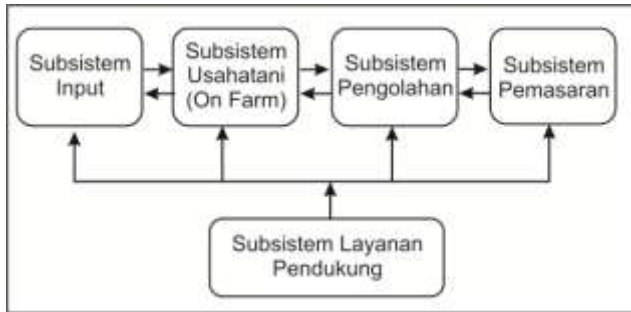 Subsistem
Input
Subsistem
Usahatani
(On Farm)
Subsistem
Pengolahan
Subsistem
Pemasaran
Subsistem Layanan
Pendukung